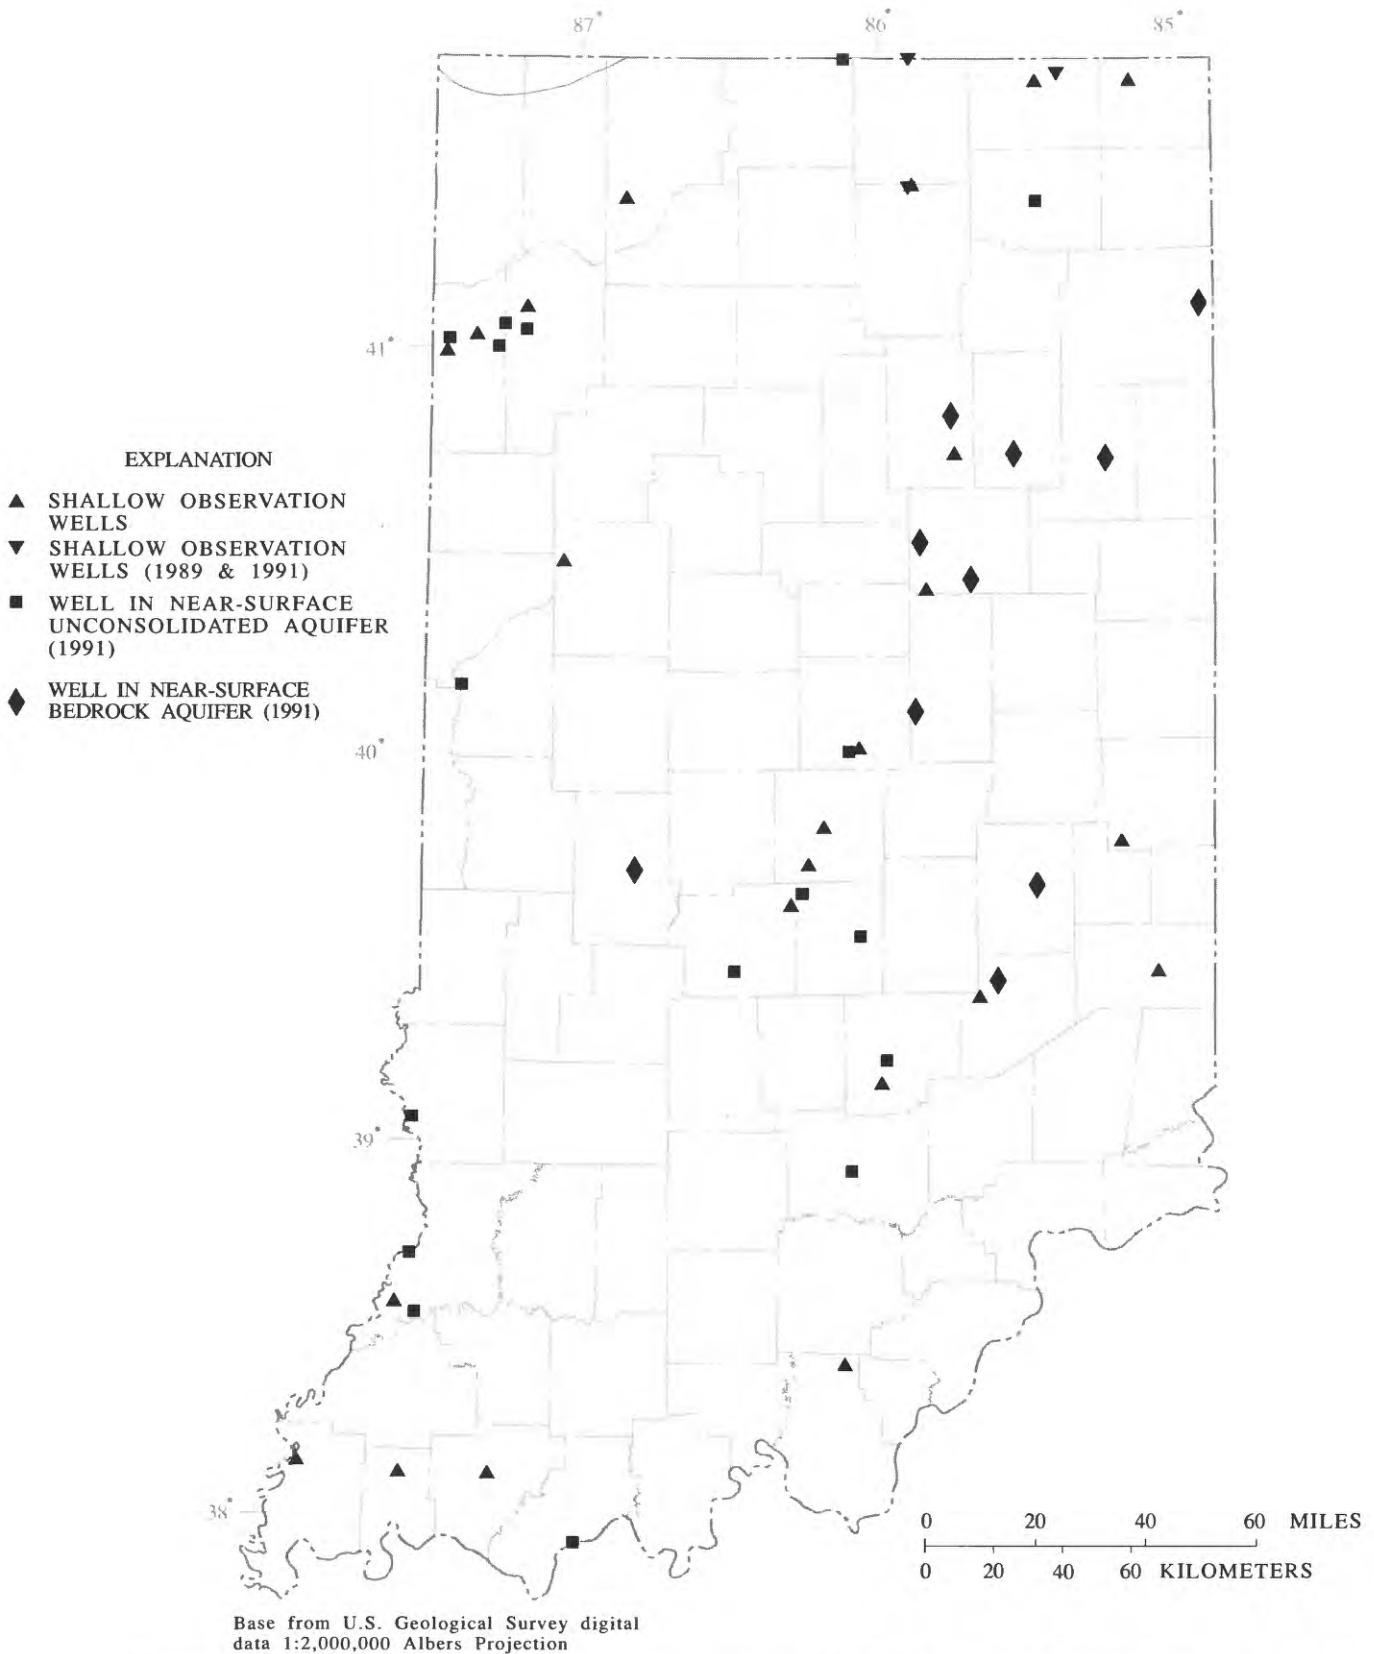 87°
86°
85°
41°
EXPLANATION
SHALLOW OBSERVATION
WELLS
SHALLOW OBSERVATION
WELLS (1989 & 1991)
WELL IN NEAR-SURFACE
UNCONSOLIDATED AQUIFER
(1991)
WELL IN NEAR-SURFACE
BEDROCK AQUIFER (1991)
40°
39°
38°
0 20 40 60 MILES
0 20 40 60 KILOMETERS
Base from U.S. Geological Survey digital
data 1:2,000,000 Albers Projection